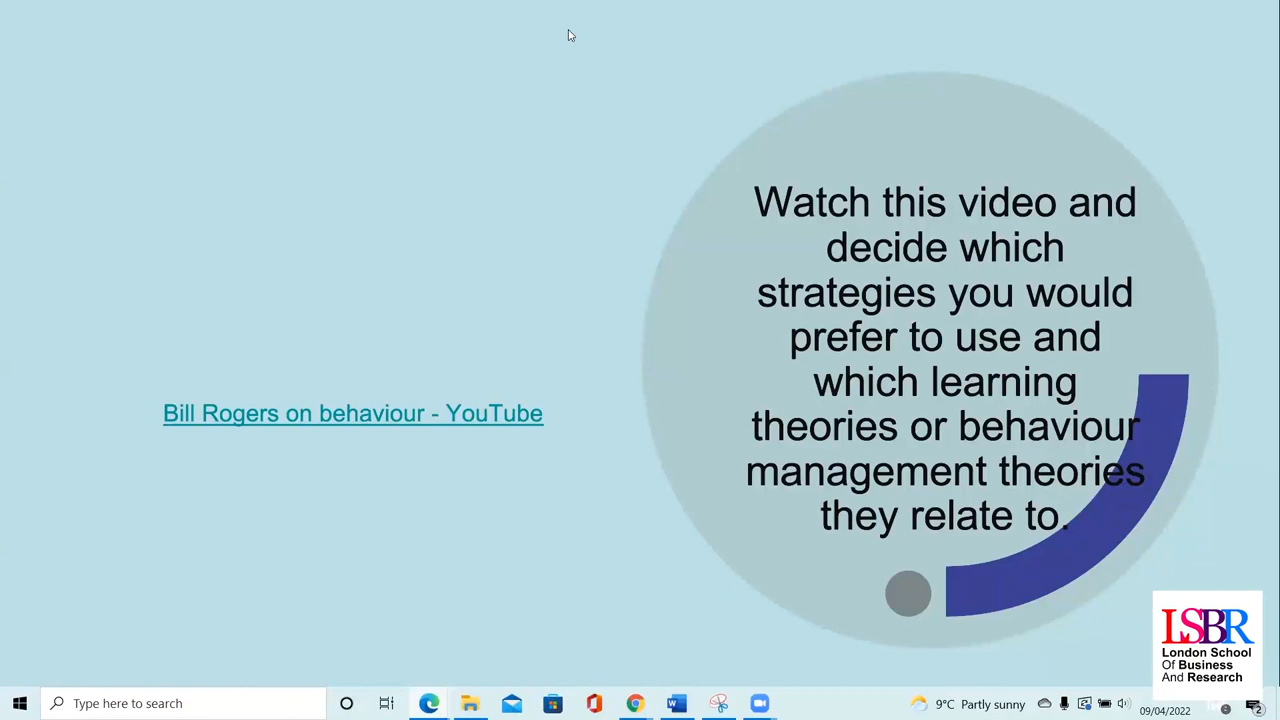 Watch this video and
decide which
strategies you would
prefer to use and
which learning
theories or behaviour
management theories
they relate to.
Bill Rogers on behaviour - YouTube
LSBR
London School
Of Business
And Research
Type here to search
9°C Partly sunny
09/04/2022
2